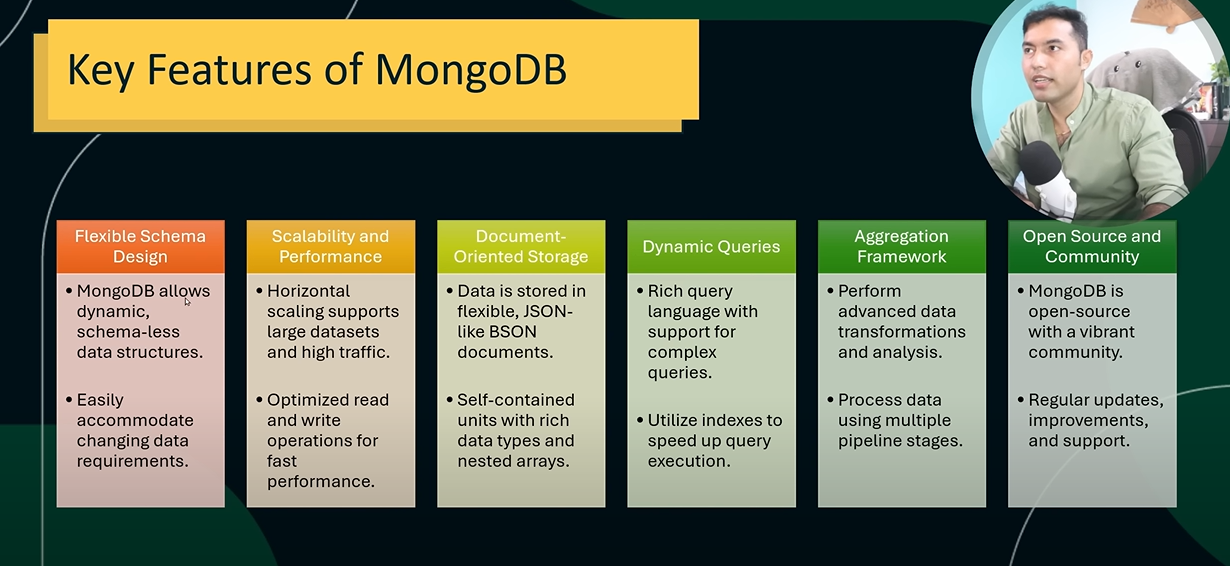 Key Features of MongoDB
Flexible Schema
Design
• MongoDB allows
dynamic,
schema-less
data structures.
• Easily
accommodate
changing data
requirements.
Scalability and
Performance
• Horizontal
scaling supports
large datasets
and high traffic.
• Optimized read
and write
operations for
fast
performance.
Document-
Oriented Storage
• Data is stored in
flexible, JSON-
like BSON
documents.
• Self-contained
units with rich
data types and
nested arrays.
Dynamic Queries
• Rich query
language with
support for
complex
queries.
• Utilize indexes to
speed up query
execution.
Aggregation
Framework
• Perform
advanced data
transformations
and analysis.
• Process data
using multiple
pipeline stages.
Open Source and
Community
• MongoDB is
open-source
with a vibrant
community.
• Regular updates,
improvements,
and support.